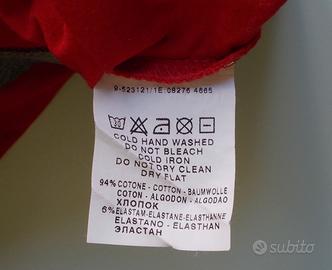 9-523121/1E 08276 4665
COLD HAND WASHED
DO NOT BLEACH
COLD IRON
DO NOT DRY CLEAN
DRY FLAT
94% COTONE - COTTON - BAUMWOLLE
COTON - ALGODON - ALGODAO
ХЛОПОК
6% ELASTAM-ELASTANE-ELASTHANNE
ELASTANO - ELASTHAN
ЭЛАСТАН
subito